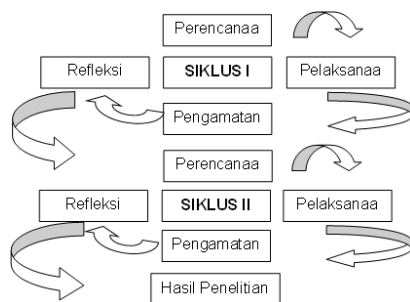 Perencanaa
Refleksi SIKLUS I Pelaksanaa
Pengamatan
Perencanaa
Refleksi SIKLUS II Pelaksanaa
Pengamatan
Hasil Penelitian